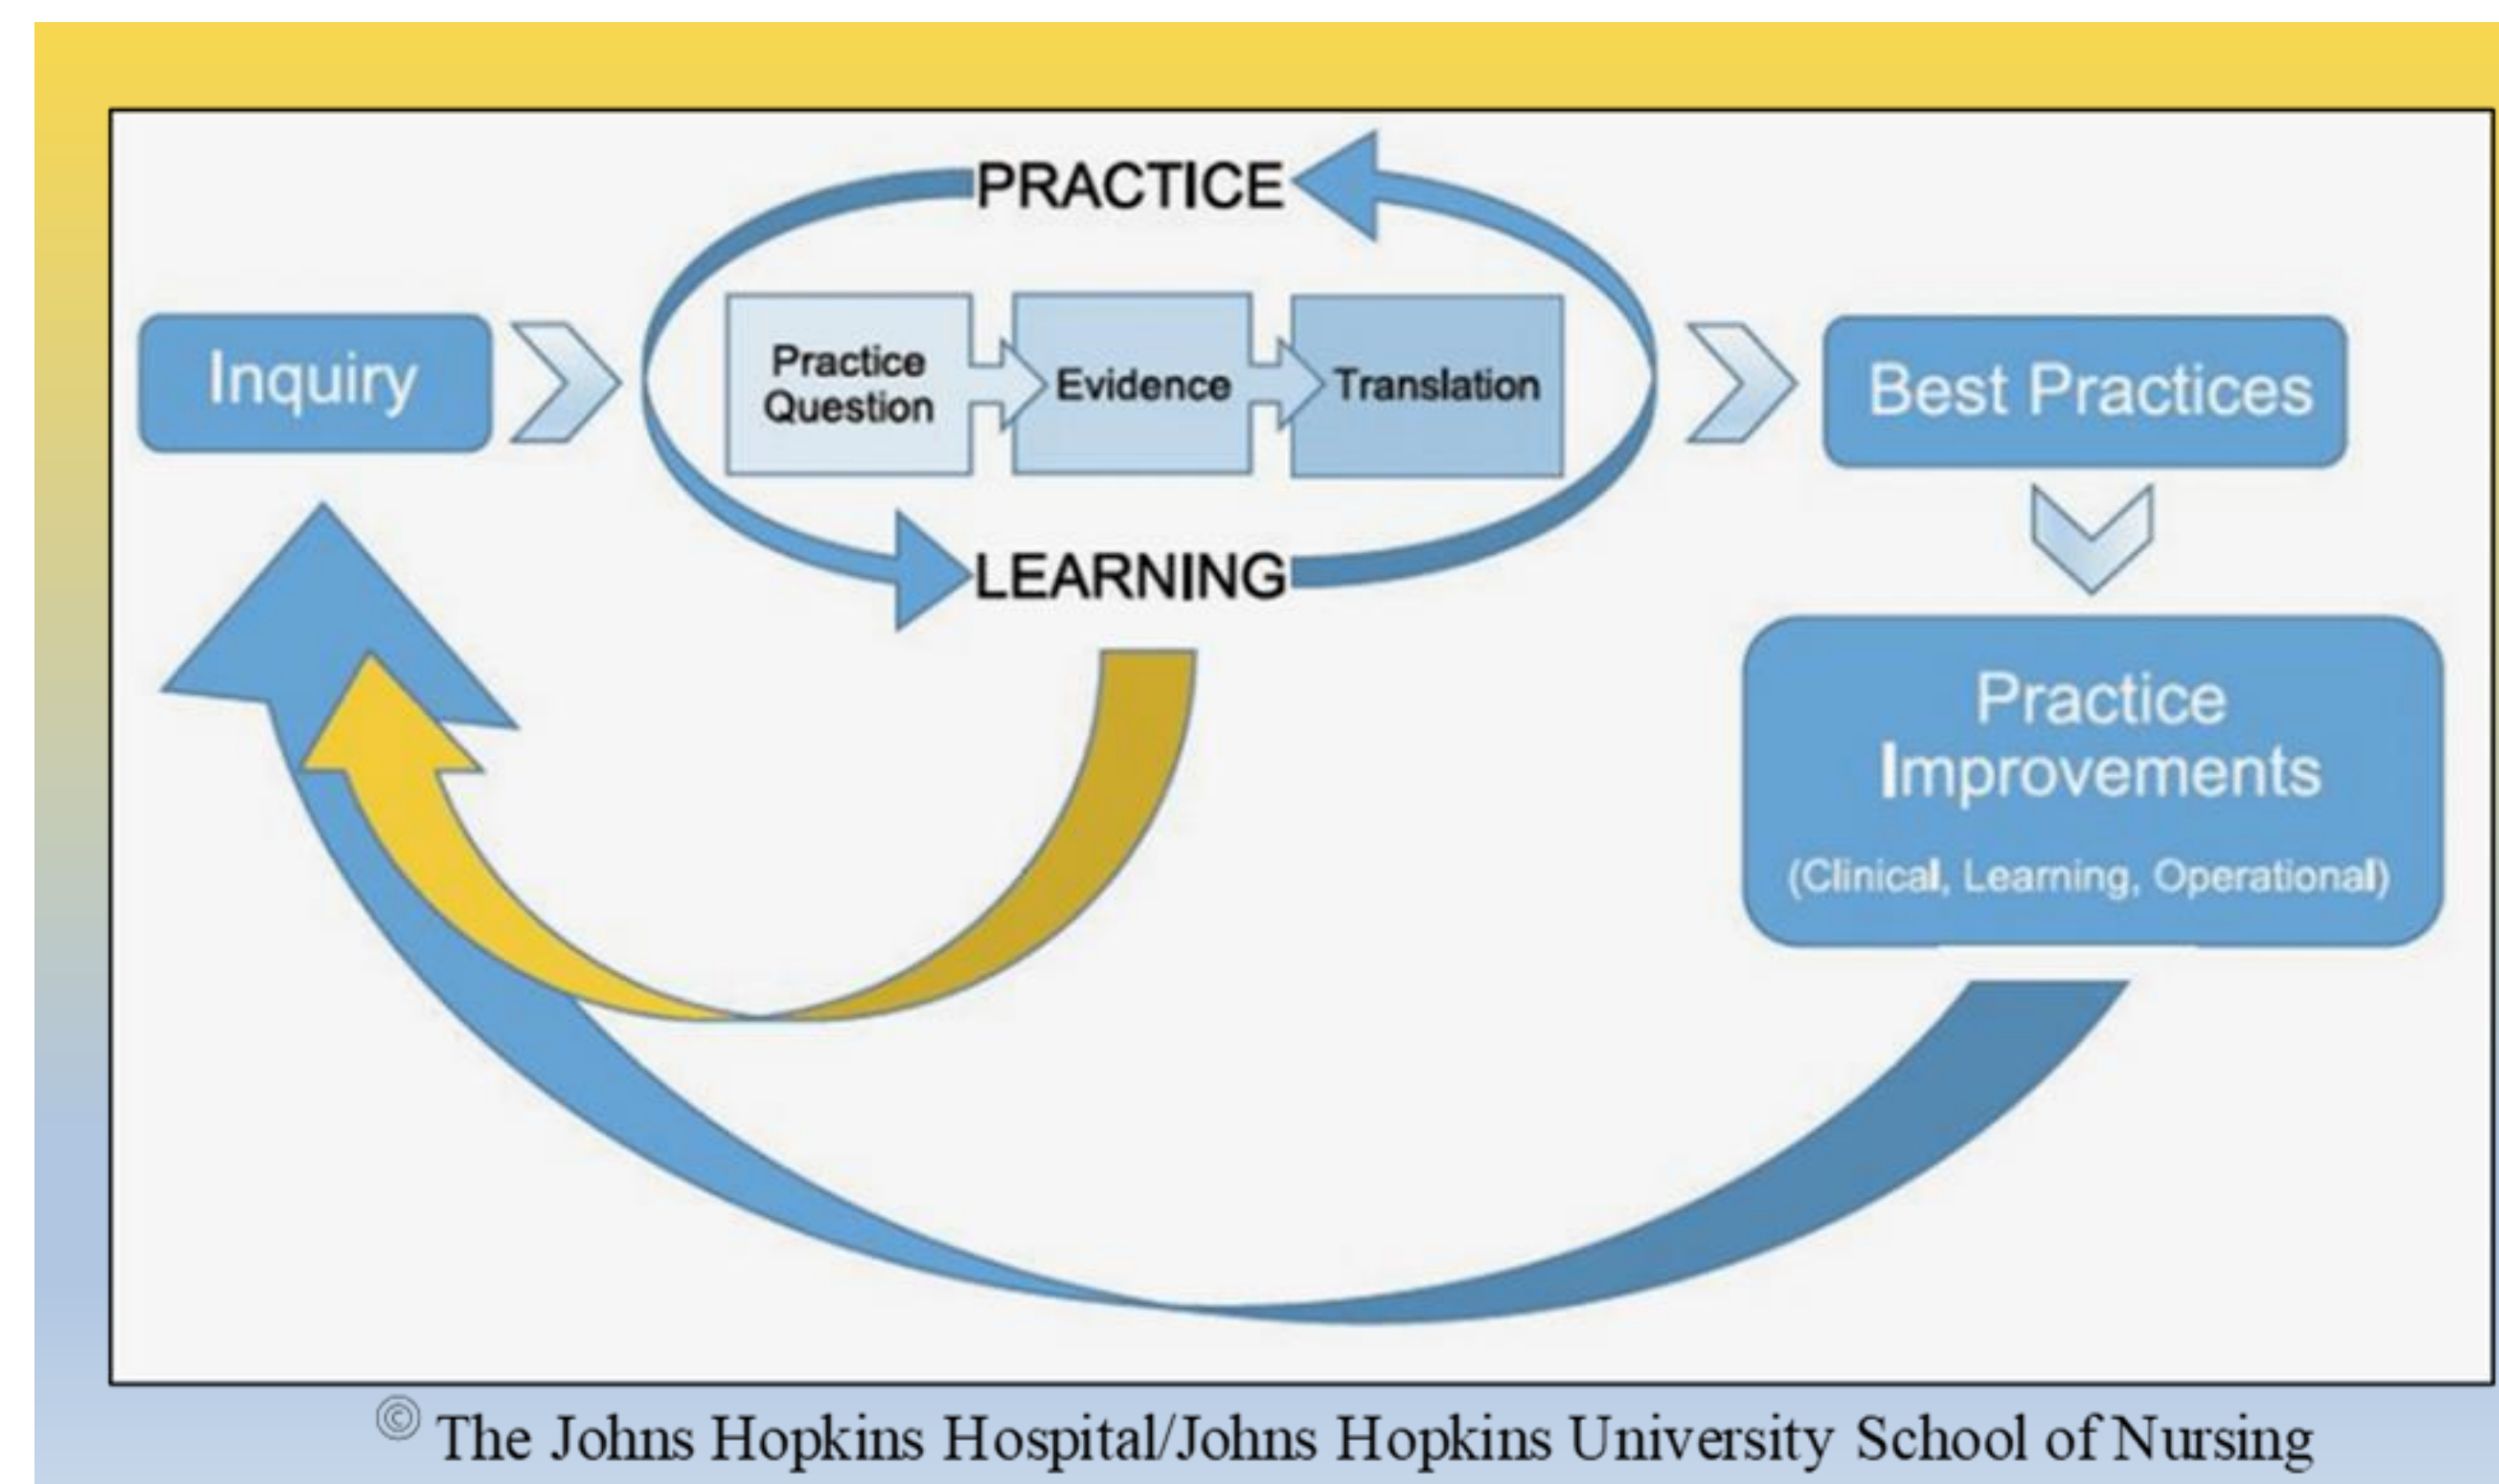 PRACTICE
Inquiry
Practice
Question
Evidence
Translation
LEARNING
Best Practices
Practice
Improvements
(Clinical, Learning, Operational)
© The Johns Hopkins Hospital/Johns Hopkins University School of Nursing